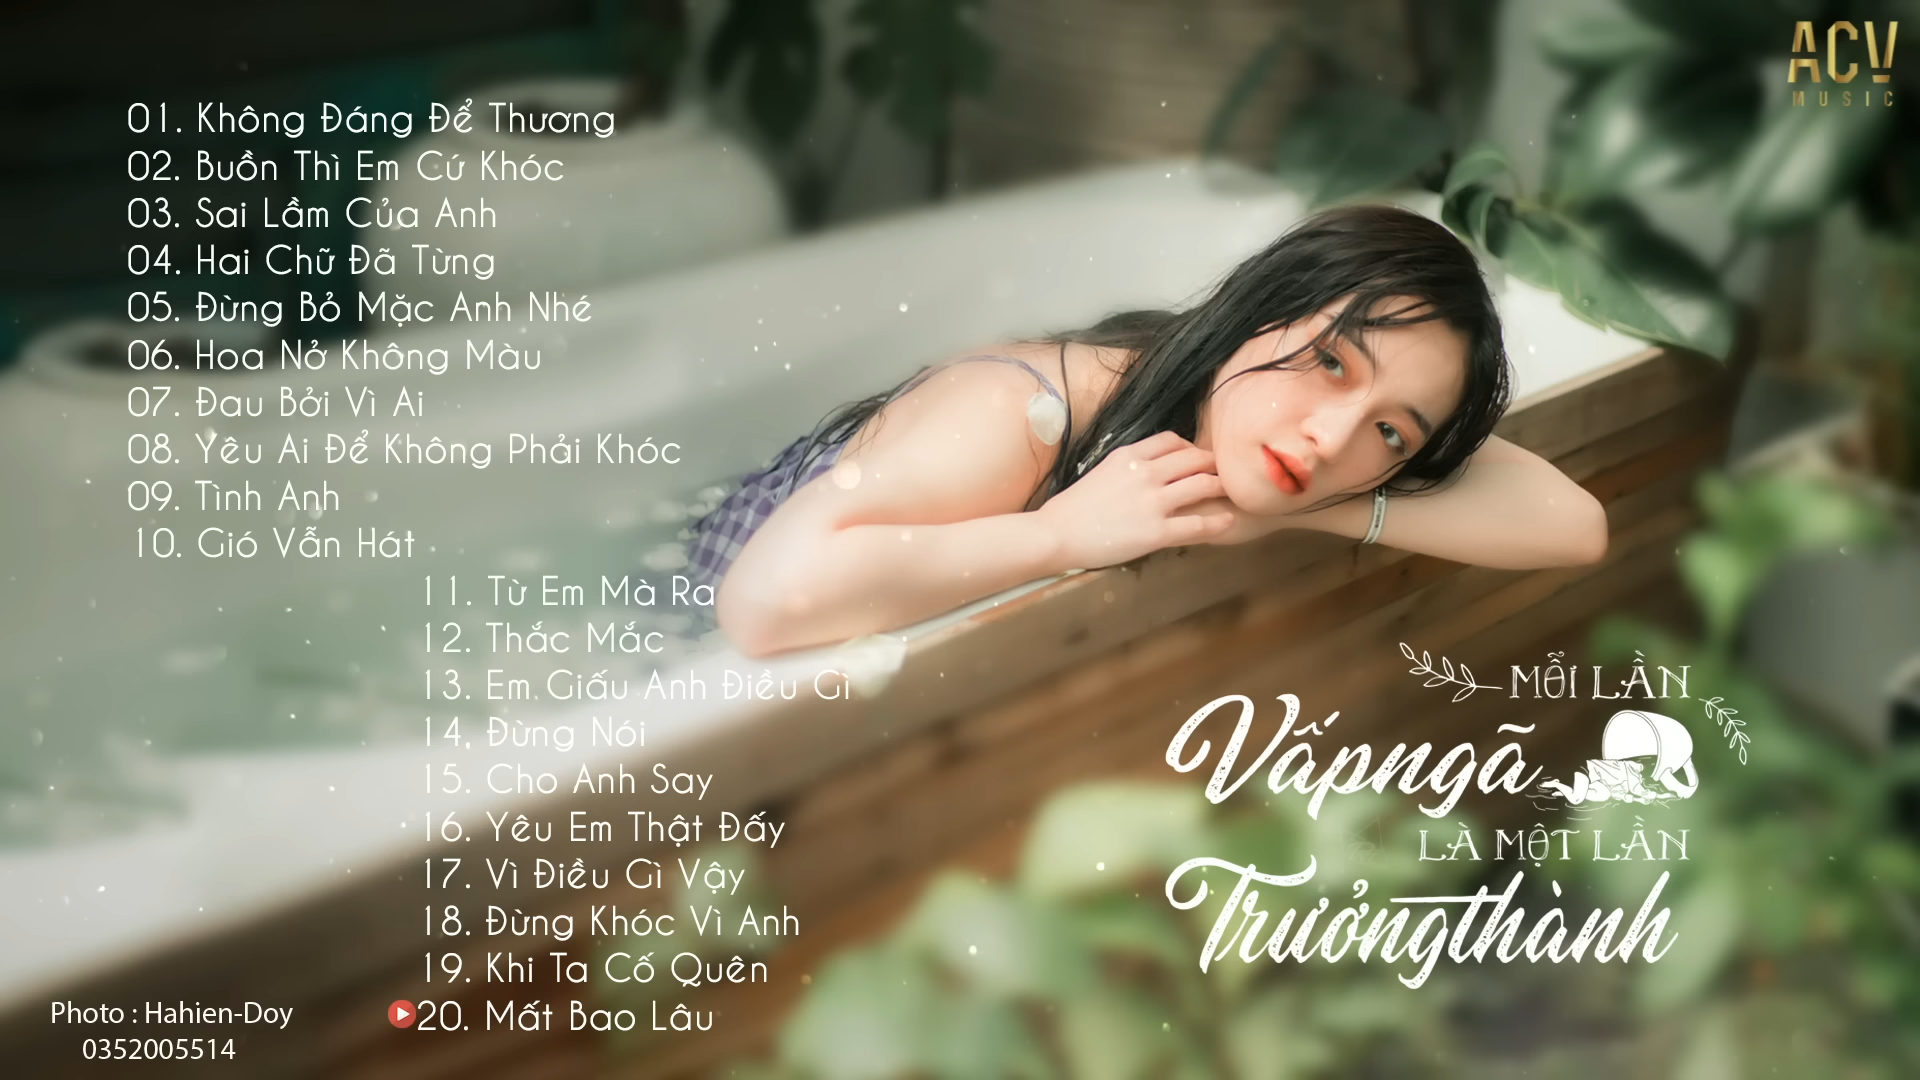 ACV
MUSIC
01. Không Đáng Để Thương
02. Buồn Thì Em Cứ Khóc
03. Sai Lầm Của Anh
04. Hai Chữ Đã Từng
05. Đừng Bỏ Mặc Anh Nhé
06. Hoa Nở Không Màu
07. Đau Bởi Vì Ai
08. Yêu Ai Để Không Phải Khóc
09. Tình Anh
10. Gió Vẫn Hát
11. Từ Em Mà Ra
12. Thắc Mắc
13. Em Giấu Anh Điều Gì
14. Đừng Nói
15. Cho Anh Say
16. Yêu Em Thật Đấy
17. Vì Điều Gì Vậy
18. Đừng Khóc Vì Anh
19. Khi Ta Cố Quên
20. Mất Bao Lâu
MỖI LẦN
Vấp ngã
LÀ MỘT LẦN
Trưởng thành
Photo : Hahien-Doy
0352005514